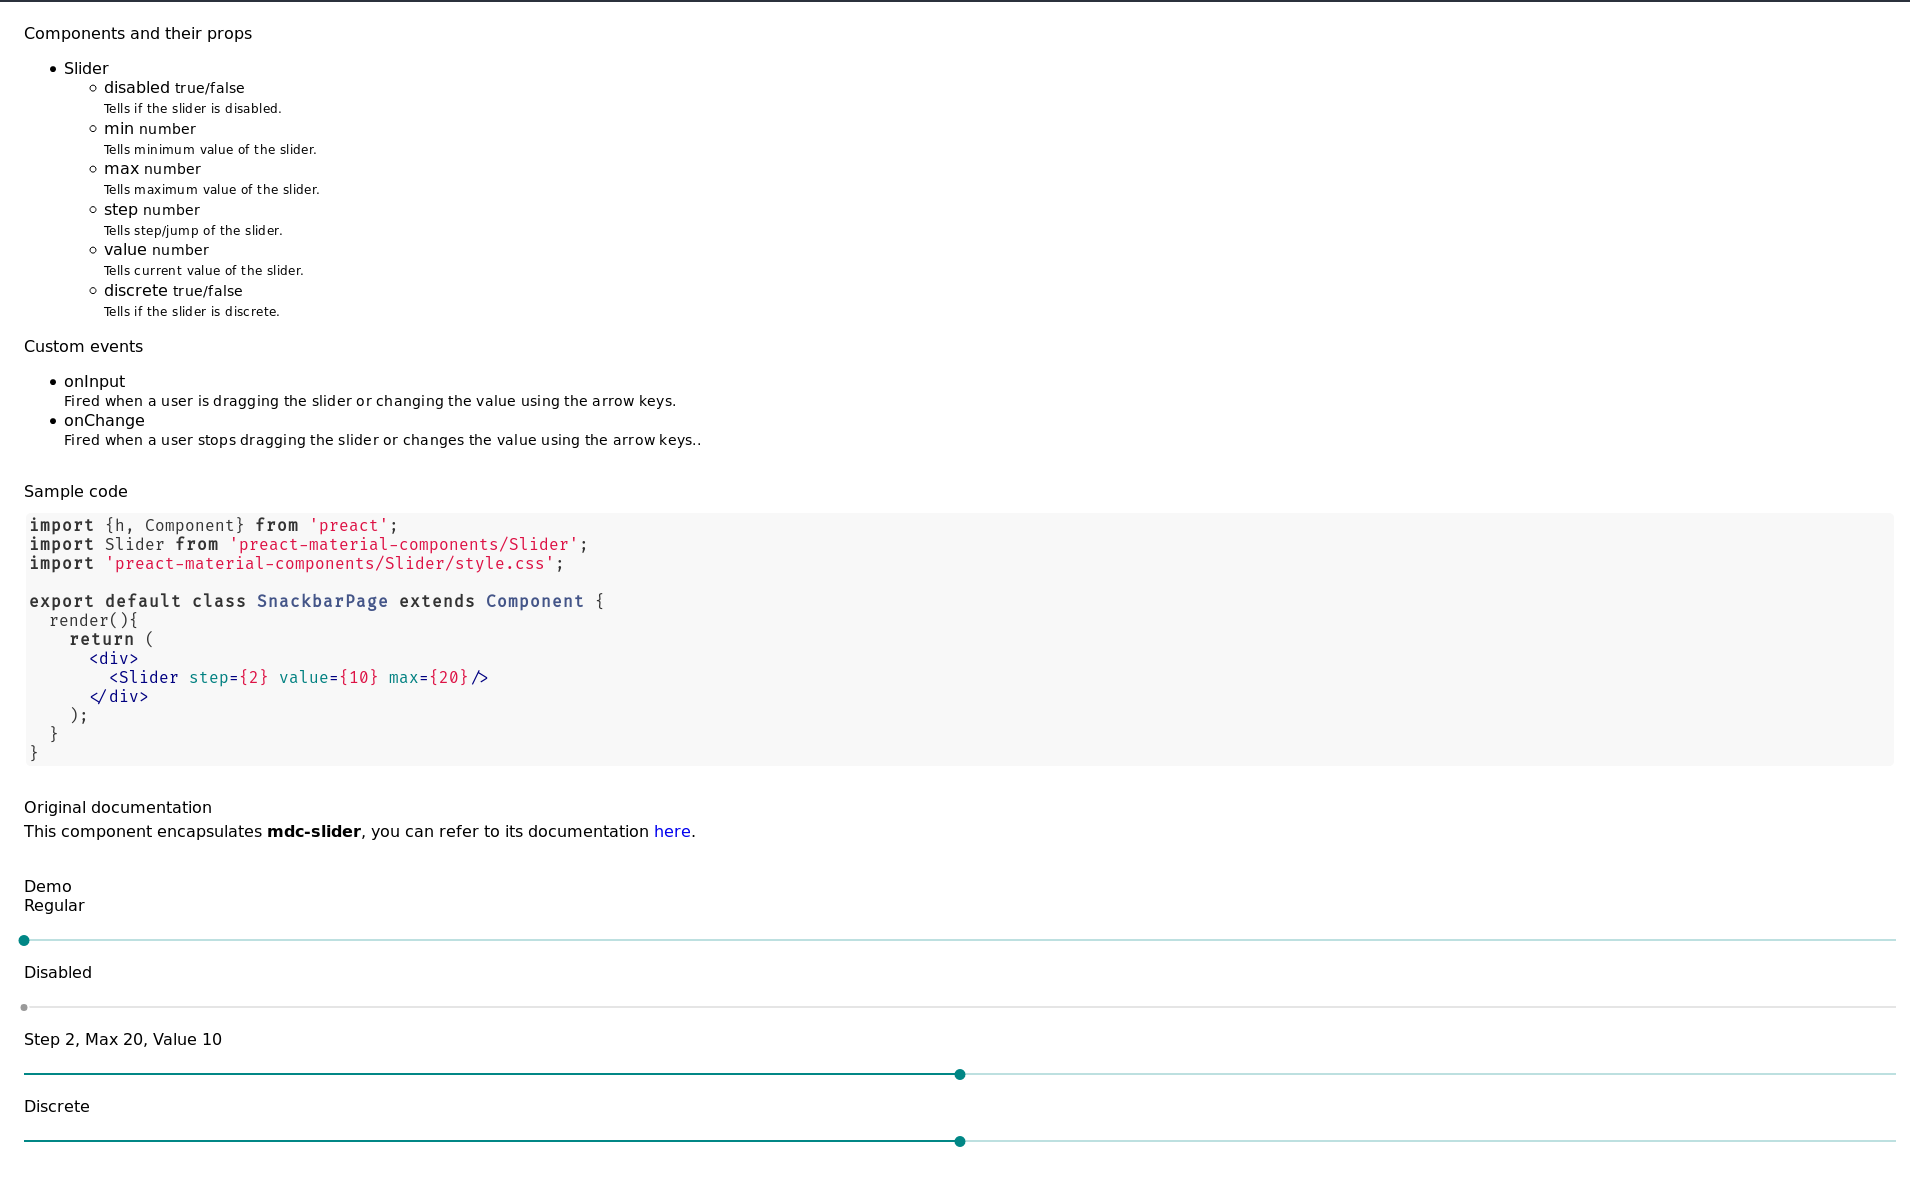 Components and their props
Slider
disabled true/false
Tells if the slider is disabled.
min number
Tells minimum value of the slider.
max number
Tells maximum value of the slider.
step number
Tells step/jump of the slider.
value number
Tells current value of the slider.
discrete true/false
Tells if the slider is discrete.
Custom events
onInput
Fired when a user is dragging the slider or changing the value using the arrow keys.
onChange
Fired when a user stops dragging the slider or changes the value using the arrow keys..
Sample code
import {h, Component} from 'preact';
import Slider from 'preact-material-components/Slider';
import 'preact-material-components/Slider/style.css';
export default class SnackbarPage extends Component {
render(){
return (
<div>
<Slider step={2} value={10} max={20}/>
</div>
);
}
}
Original documentation
This component encapsulates mdc-slider, you can refer to its documentation here.
Demo
Regular
Disabled
Step 2, Max 20, Value 10
Discrete